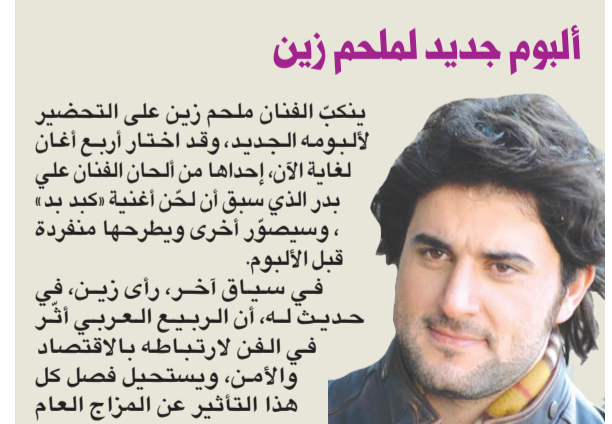 ألبوم جديد لملحم زين
ينكبّ الفنان ملحم زين على التحضير
لألبومه الجديد، وقد اختار أربع أغان
لغاية الآن، إحداها من ألحان الفنان علي
بدر الذي سبق أن لحّن أغنية «كبد بد»
، وسيصوّر أخرى ويطرحها منفردة
قبل الألبوم.
في سياق آخر، رأى زين، في
حديث له، أن الربيع العربي أثّر
في الفن لارتباطه بالاقتصاد
والأمن، ويستحيل فصل كل
هذا التأثير عن المزاج العام